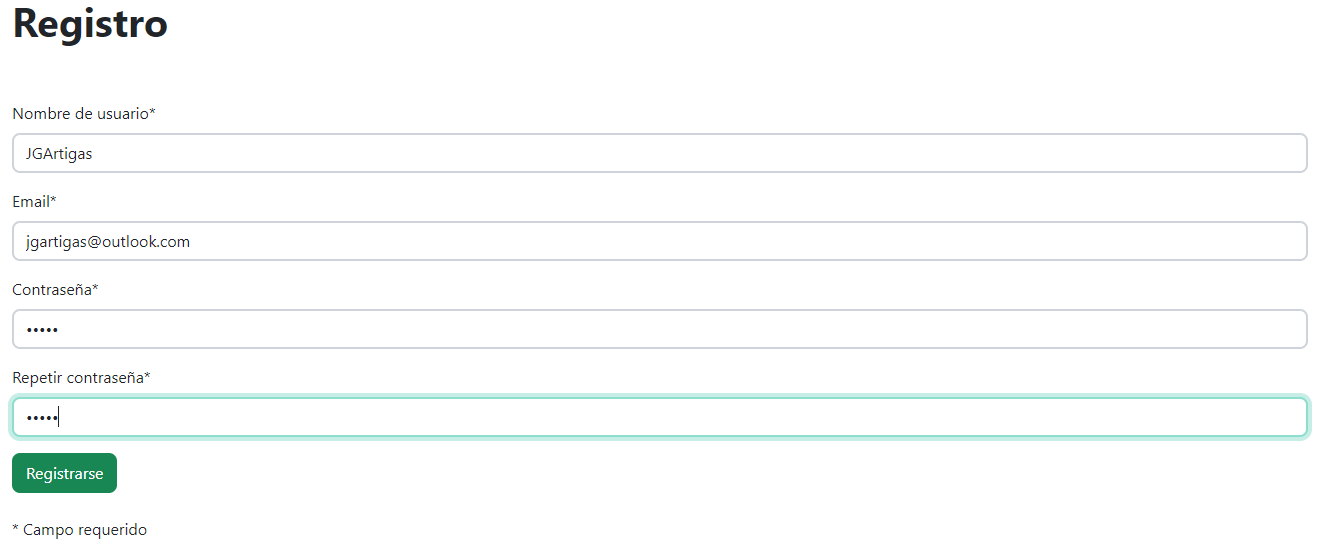 Registro
Nombre de usuario*
JGArtigas
Email*
jgartigas@outlook.com
Contraseña*
•••••
Repetir contraseña*
•••••
Registrarse
* Campo requerido